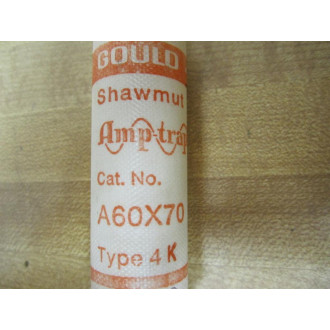 GOULD
Shawmut
Amp-trap
Cat. No.
A60X70
Type 4 K